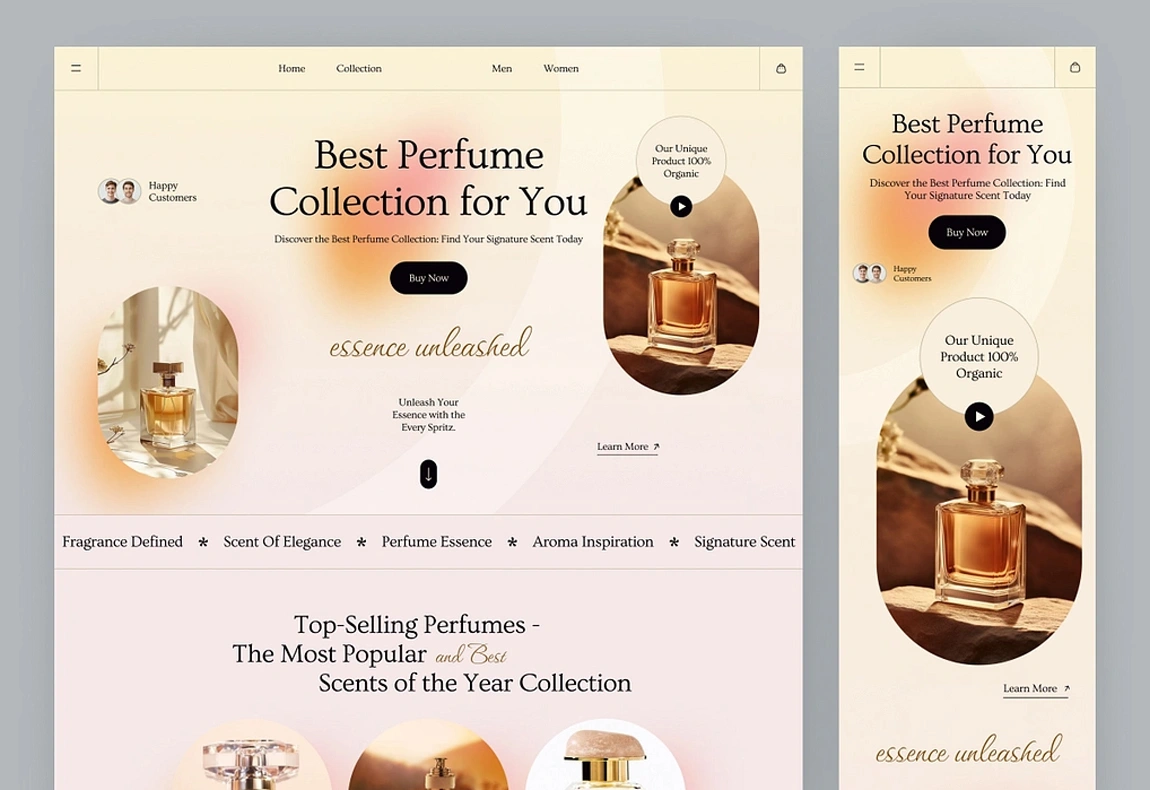 Home
Collection
Men
Women
Best Perfume
Collection for You
Discover the Best Perfume Collection: Find Your Signature Scent Today
Buy Now
Happy
Customers
Our Unique
Product 100%
Organic
essence unleashed
Unleash Your
Essence with the
Every Spritz.
Learn More
Fragrance Defined * Scent Of Elegance * Perfume Essence * Aroma Inspiration * Signature Scent
Top-Selling Perfumes -
The Most Popular and Best
Scents of the Year Collection
Best Perfume
Collection for You
Discover the Best Perfume Collection: Find
Your Signature Scent Today
Buy Now
Happy
Customers
Our Unique
Product 100%
Organic
Learn More
essence unleashed